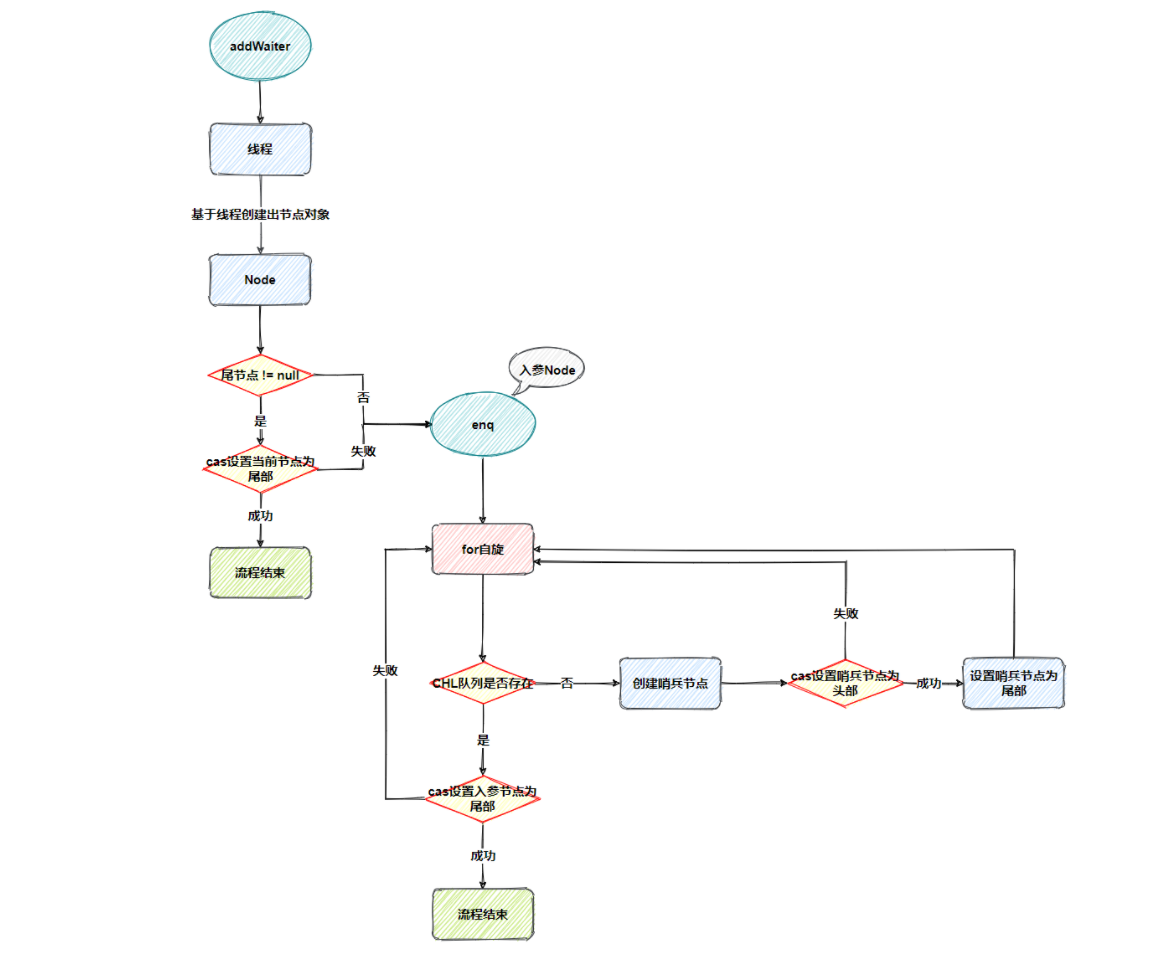 addWaiter
线程
基于线程创建出节点对象
Node
尾节点 != null
否
是
cas设置当前节点为
尾部
失败
成功
流程结束
入参Node
enq
for自旋
失败
失败
CHL队列是否存在
否
创建哨兵节点
cas设置哨兵节点为
头部
成功
设置哨兵节点为
尾部
是
cas设置入参节点为
尾部
成功
流程结束